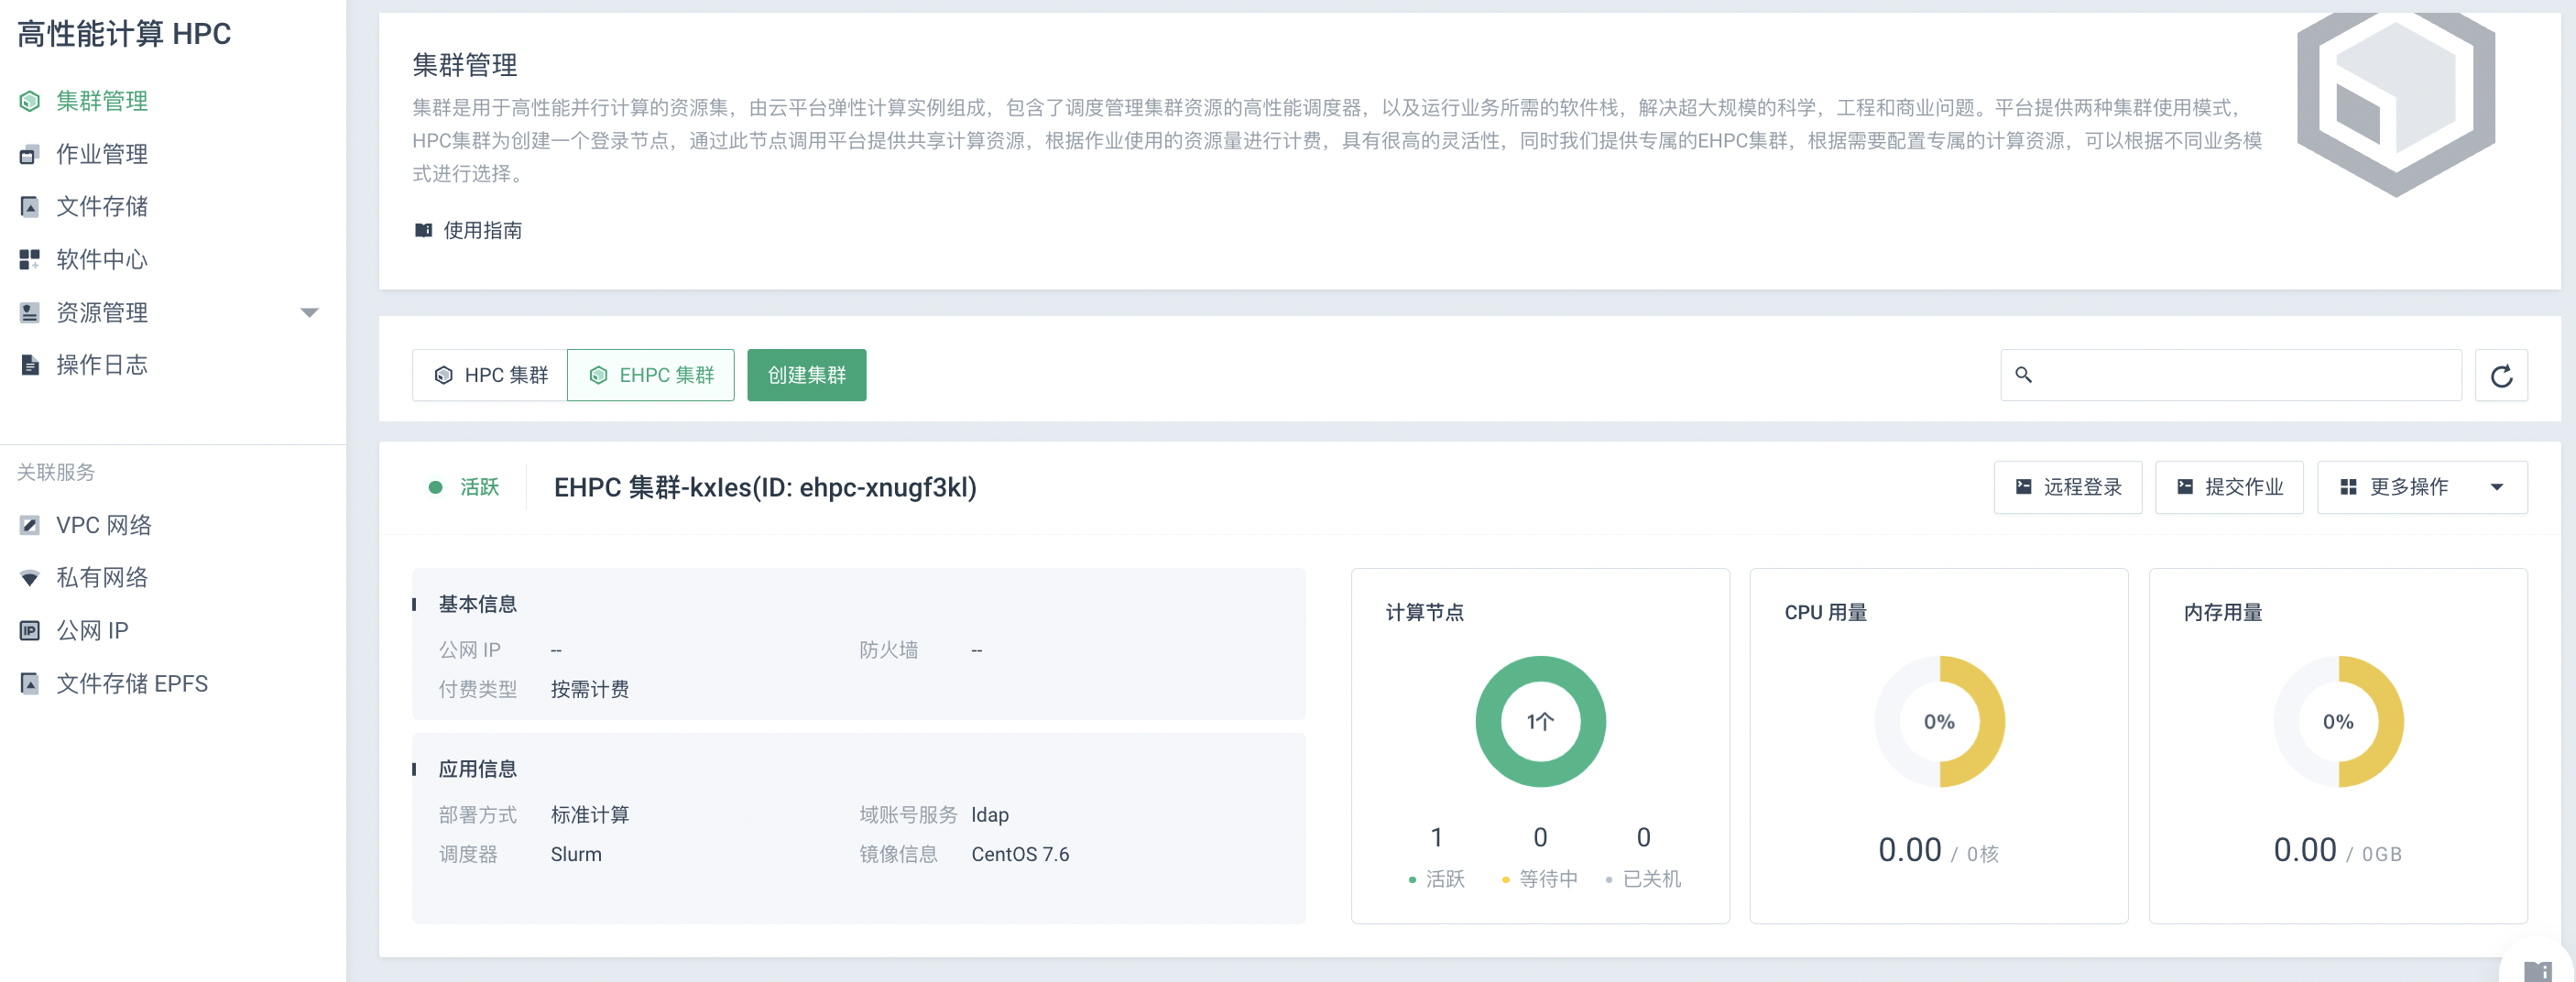 高性能计算 HPC
集群管理
作业管理
文件存储
软件中心
资源管理
操作日志
关联服务
VPC 网络
私有网络
公网 IP
文件存储 EPFS
集群管理
集群是用于高性能并行计算的资源集，由云平台弹性计算实例组成，包含了调度管理集群资源的高性能调度器，以及运行业务所需的软件栈，解决超大规模的科学，工程和商业问题。平台提供两种集群使用模式，
HPC集群为创建一个登录节点，通过此节点调用平台提供共享计算资源，根据作业使用的资源量进行计费，具有很高的灵活性，同时我们提供专属的EHPC集群，根据需要配置专属的计算资源，可以根据不同业务模
式进行选择。
使用指南
HPC 集群 EHPC 集群 创建集群
活跃 EHPC 集群-kxles(ID: ehpc-xnugf3kl) 远程登录 提交作业 更多操作
基本信息
公网 IP -- 防火墙 --
付费类型 按需计费
应用信息
部署方式 标准计算 域账号服务 ldap
调度器 Slurm 镜像信息 CentOS 7.6
计算节点
1个
1 0 0
活跃 等待中 已关机
CPU 用量
0%
0.00 / 0核
内存用量
0%
0.00 / 0GB